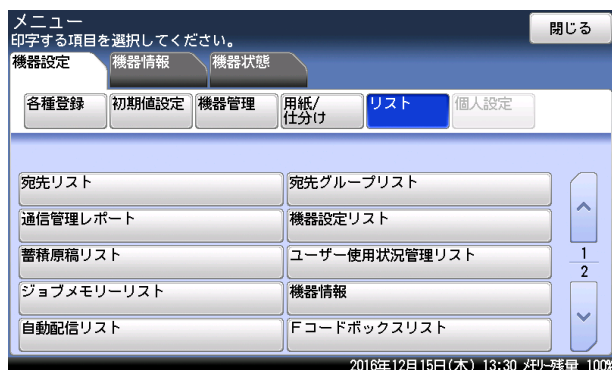 メニュー
印字する項目を選択してください。
閉じる
機器設定 機器情報 機器状態
各種登録 初期値設定 機器管理 用紙/
仕分け リスト 個人設定
宛先リスト 宛先グループリスト
通信管理レポート 機器設定リスト
蓄積原稿リスト ユーザー使用状況管理リスト
ジョブメモリーリスト 機器情報
自動配信リスト Fコードボックスリスト
1
2
2016年12月15日(木) 13:30 メモリー残量 100%